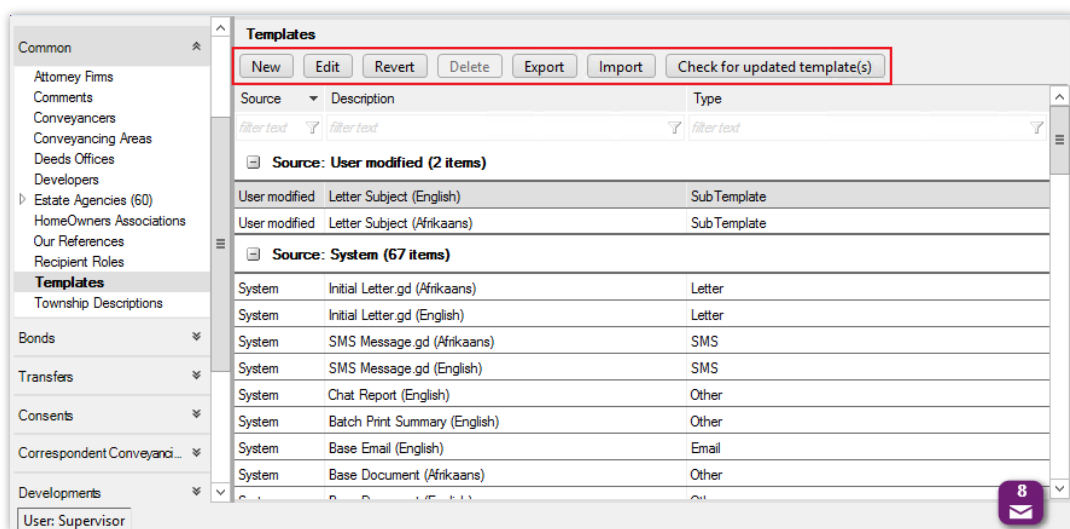 Common
Attorney Firms
Comments
Conveyancers
Conveyancing Areas
Deeds Offices
Developers
Estate Agencies (60)
HomeOwners Associations
Our References
Recipient Roles
Templates
Township Descriptions
Bonds
Transfers
Consents
Correspondent Conveyanci...
Developments
User: Supervisor
Templates
New Edit Revert Delete Export Import Check for updated template(s)
Source Description Type
filter text filter text filter text
Source: User modified (2 items)
User modified Letter Subject (English) SubTemplate
User modified Letter Subject (Afrikaans) SubTemplate
Source: System (67 items)
System Initial Letter.gd (Afrikaans) Letter
System Initial Letter.gd (English) Letter
System SMS Message.gd (Afrikaans) SMS
System SMS Message.gd (English) SMS
System Chat Report (English) Other
System Batch Print Summary (English) Other
System Base Email (English) Email
System Base Document (Afrikaans) Other
8